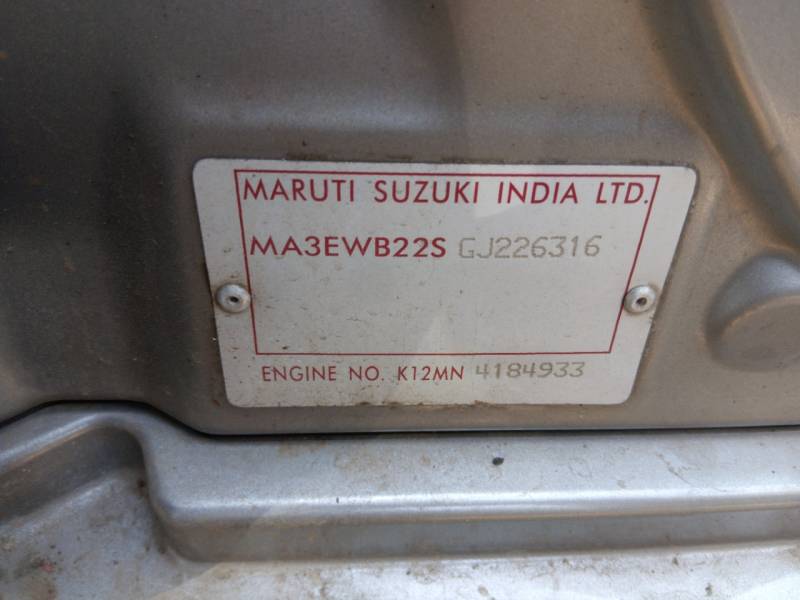 MARUTI SUZUKI INDIA LTD.
MA3EWB22S GJ226316
ENGINE NO. K12MN 4184933